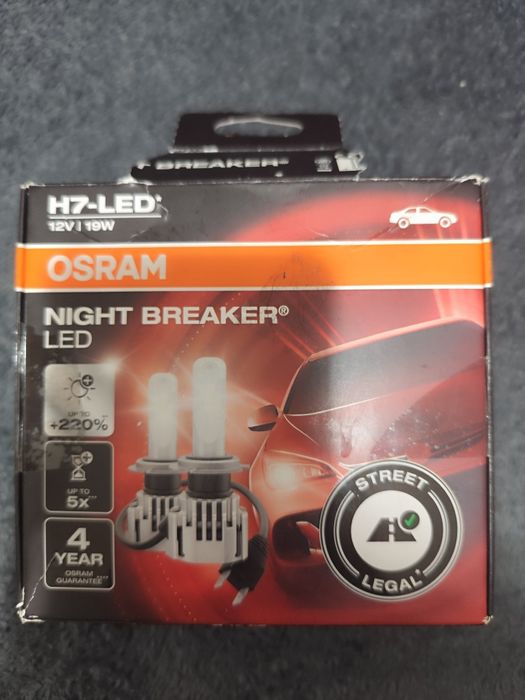 BREAKER®
H7-LED*
12V | 19W
OSRAM
NIGHT BREAKER®
LED
UP TO
+220%**
UP TO
5x***
4
YEAR
OSRAM
GUARANTEE****
STREET
LEGAL*